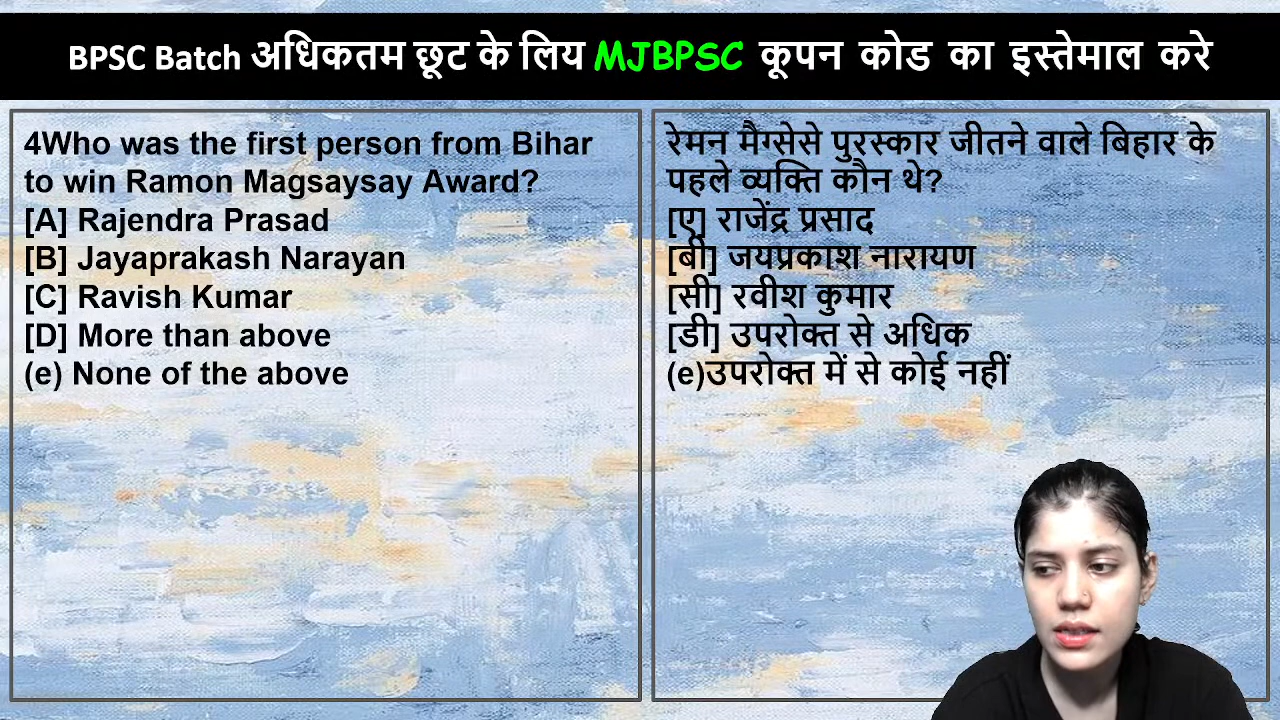 BPSC Batch अधिकतम छूट के लिय MJBPSC कूपन कोड का इस्तेमाल करे
4Who was the first person from Bihar
to win Ramon Magsaysay Award?
[A] Rajendra Prasad
[B] Jayaprakash Narayan
[C] Ravish Kumar
[D] More than above
(e) None of the above
रेमन मैग्सेसे पुरस्कार जीतने वाले बिहार के
पहले व्यक्ति कौन थे?
[ए] राजेंद्र प्रसाद
[बी] जयप्रकाश नारायण
[सी] रवीश कुमार
[डी] उपरोक्त से अधिक
(e)उपरोक्त में से कोई नहीं